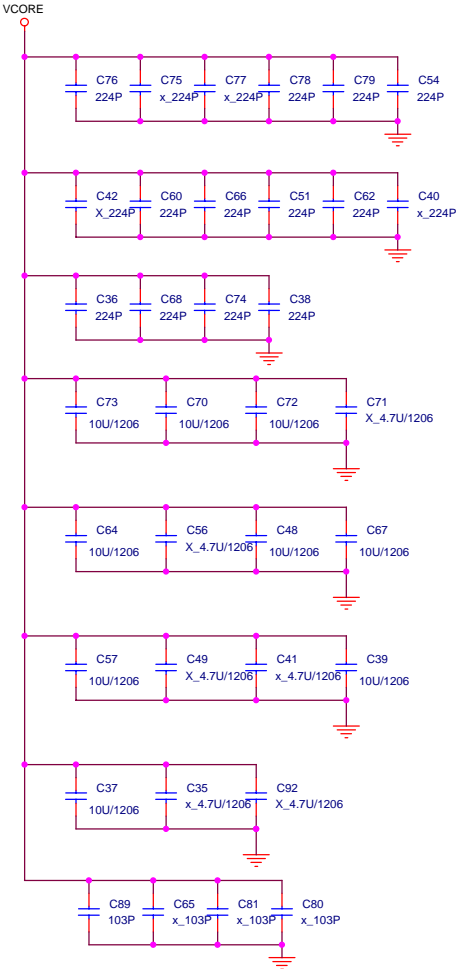 VCORE
C76 C75 C77 C78 C79 C54
224P x_224P x_224P 224P 224P 224P
C42 C60 C66 C51 C62 C40
X_224P 224P 224P 224P 224P x_224P
C36 C68 C74 C38
224P 224P 224P 224P
C73 C70 C72 C71
10U/1206 10U/1206 10U/1206 X_4.7U/1206
C64 C56 C48 C67
10U/1206 X_4.7U/1206 10U/1206 10U/1206
C57 C49 C41 C39
10U/1206 X_4.7U/1206 x_4.7U/1206 10U/1206
C37 C35 C92
10U/1206 x_4.7U/1206 X_4.7U/1206
C89 C65 C81 C80
103P x_103P x_103P x_103P